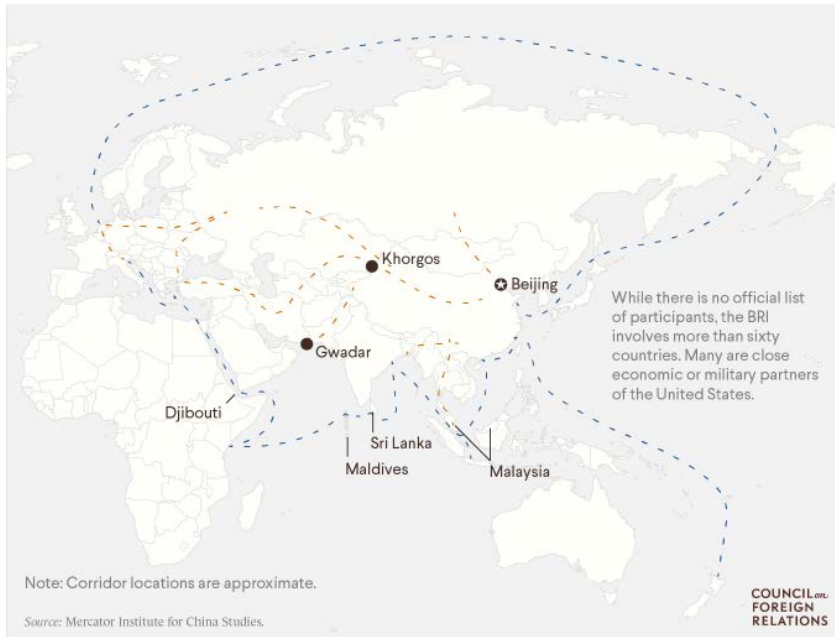 Khorgos
Beijing
While there is no official list
of participants, the BRI
involves more than sixty
countries. Many are close
economic or military partners
of the United States.
Gwadar
Djibouti
Sri Lanka
Maldives
Malaysia
Note: Corridor locations are approximate.
Source: Mercator Institute for China Studies.
COUNCIL on
FOREIGN
RELATIONS